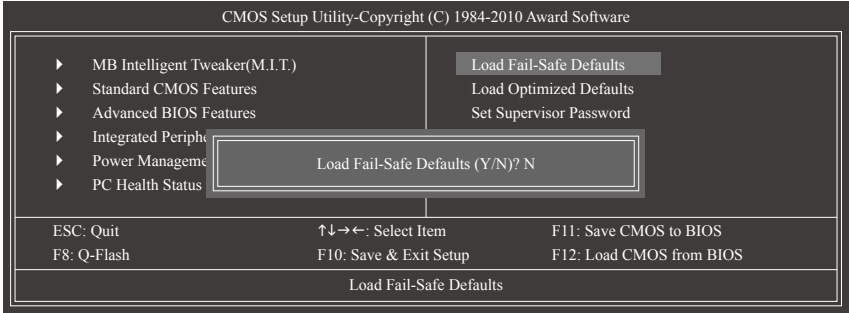 CMOS Setup Utility-Copyright (C) 1984-2010 Award Software
MB Intelligent Tweaker(M.I.T.)
Standard CMOS Features
Advanced BIOS Features
Integrated Periphe
Power Manageme
PC Health Status
Load Fail-Safe Defaults
Load Optimized Defaults
Set Supervisor Password
Load Fail-Safe Defaults (Y/N)? N
ESC: Quit
↑↓→←: Select Item
F11: Save CMOS to BIOS
F8: Q-Flash
F10: Save & Exit Setup
F12: Load CMOS from BIOS
Load Fail-Safe Defaults